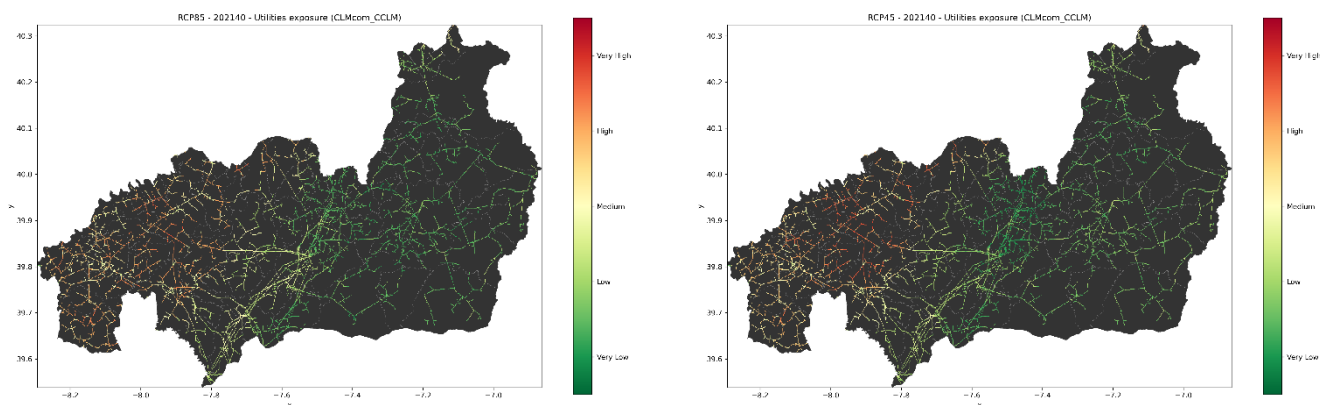 RCP85 - 202140 - Utilities exposure (CLMcom_CCLM)
40.3
40.2
40.1
40.0
39.9
39.8
39.7
39.6
y
−8.2
−8.0
−7.8
−7.6
−7.4
−7.2
−7.0
x
Very High
High
Medium
Low
Very Low
RCP45 - 202140 - Utilities exposure (CLMcom_CCLM)
40.3
40.2
40.1
40.0
39.9
39.8
39.7
39.6
y
−8.2
−8.0
−7.8
−7.6
−7.4
−7.2
−7.0
x
Very High
High
Medium
Low
Very Low